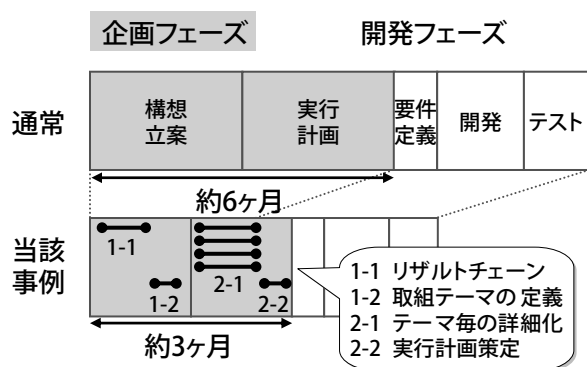 企画フェーズ
開発フェーズ
通常
構想
立案
実行
計画
要件
定義
開発
テスト
約6ヶ月
当該
事例
1-1
1-2
2-1
2-2
約3ヶ月
1-1 リザルトチェーン
1-2 取組テーマの定義
2-1 テーマ毎の詳細化
2-2 実行計画策定